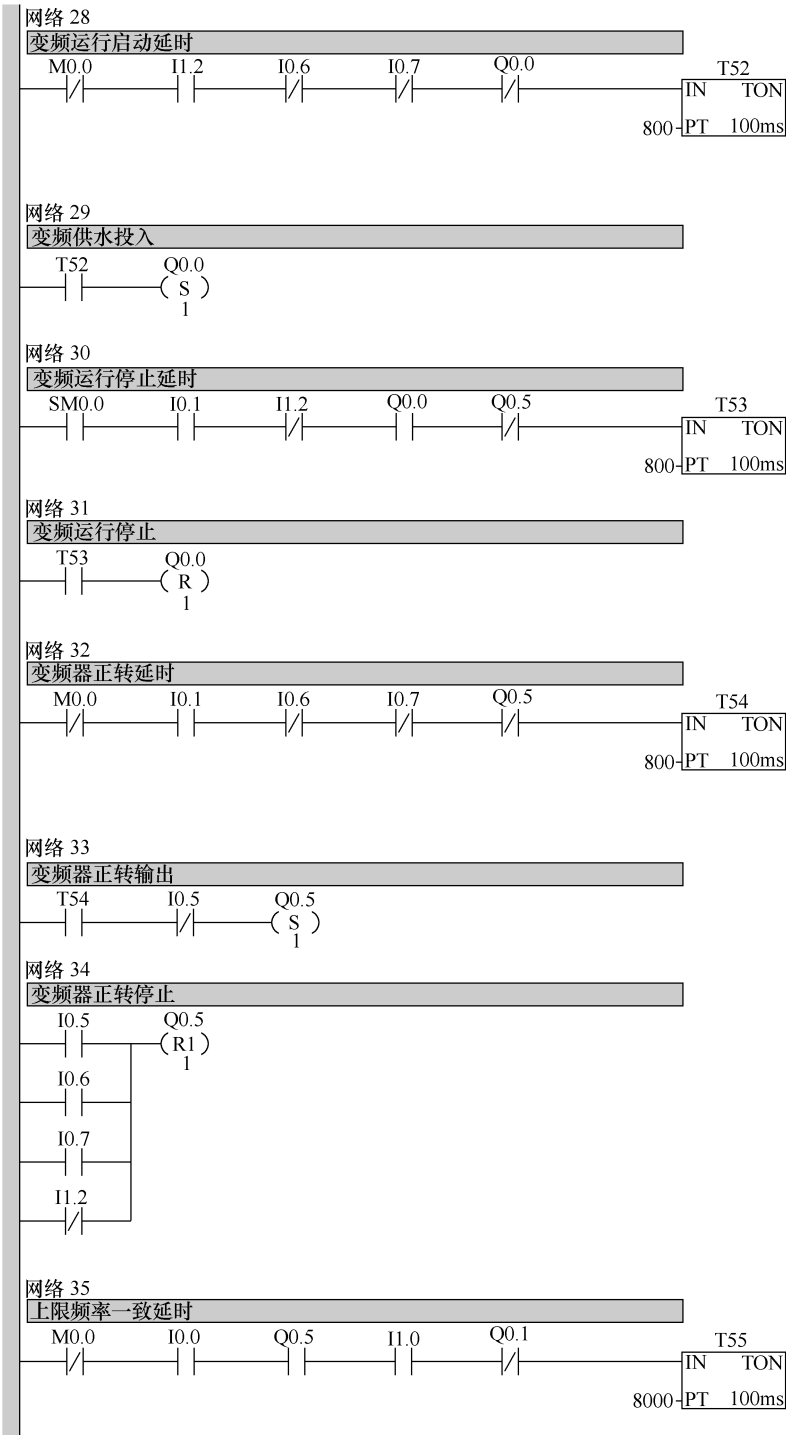 网络 28
变频运行启动延时
M0.0 I1.2 I0.6 I0.7 Q0.0 T52
IN TON
800 PT 100ms
网络 29
变频供水投入
T52 Q0.0
S
1
网络 30
变频运行停止延时
SM0.0 I0.1 I1.2 Q0.0 Q0.5 T53
IN TON
800 PT 100ms
网络 31
变频运行停止
T53 Q0.0
R
1
网络 32
变频器正转延时
M0.0 I0.1 I0.6 I0.7 Q0.5 T54
IN TON
800 PT 100ms
网络 33
变频器正转输出
T54 I0.5 Q0.5
S
1
网络 34
变频器正转停止
I0.5 Q0.5
R1
1
I0.6
I0.7
I1.2
网络 35
上限频率一致延时
M0.0 I0.0 Q0.5 I1.0 Q0.1 T55
IN TON
8000 PT 100ms